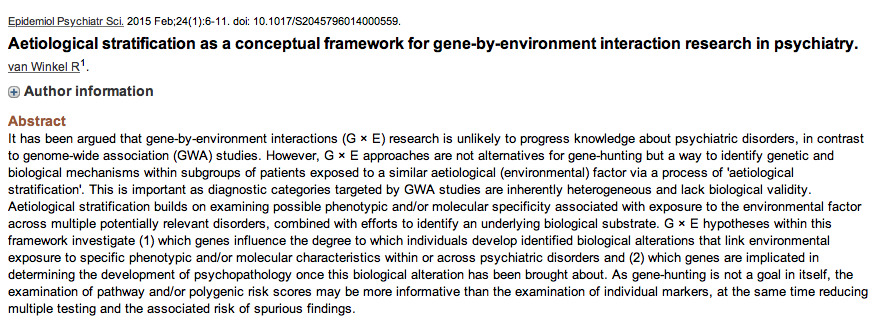 Epidemiol Psychiatr Sci. 2015 Feb;24(1):6-11. doi: 10.1017/S2045796014000559.
Aetiological stratification as a conceptual framework for gene-by-environment interaction research in psychiatry.
van Winkel R1.
Author information
Abstract
It has been argued that gene-by-environment interactions (G × E) research is unlikely to progress knowledge about psychiatric disorders, in contrast
to genome-wide association (GWA) studies. However, G × E approaches are not alternatives for gene-hunting but a way to identify genetic and
biological mechanisms within subgroups of patients exposed to a similar aetiological (environmental) factor via a process of 'aetiological
stratification'. This is important as diagnostic categories targeted by GWA studies are inherently heterogeneous and lack biological validity.
Aetiological stratification builds on examining possible phenotypic and/or molecular specificity associated with exposure to the environmental factor
across multiple potentially relevant disorders, combined with efforts to identify an underlying biological substrate. G × E hypotheses within this
framework investigate (1) which genes influence the degree to which individuals develop identified biological alterations that link environmental
exposure to specific phenotypic and/or molecular characteristics within or across psychiatric disorders and (2) which genes are implicated in
determining the development of psychopathology once this biological alteration has been brought about. As gene-hunting is not a goal in itself, the
examination of pathway and/or polygenic risk scores may be more informative than the examination of individual markers, at the same time reducing
multiple testing and the associated risk of spurious findings.